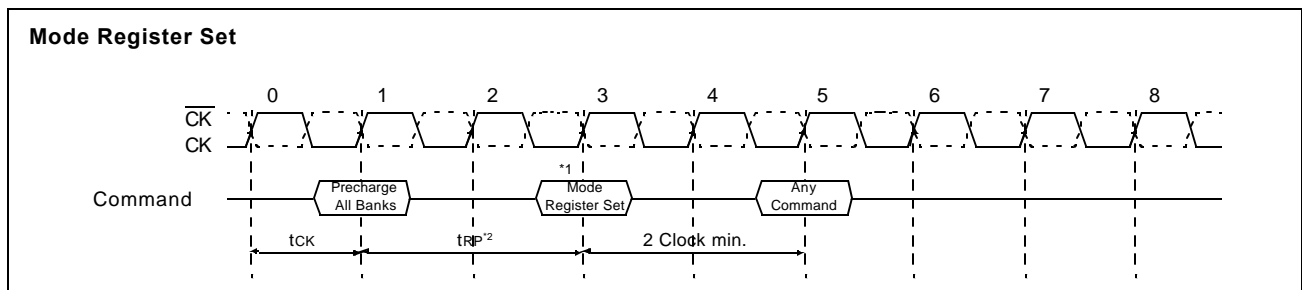 Mode Register Set
0 1 2 3 4 5 6 7 8
CK
CK
*1
Command
Precharge
All Banks
Mode
Register Set
Any
Command
tCK
tRP*2
2 Clock min.